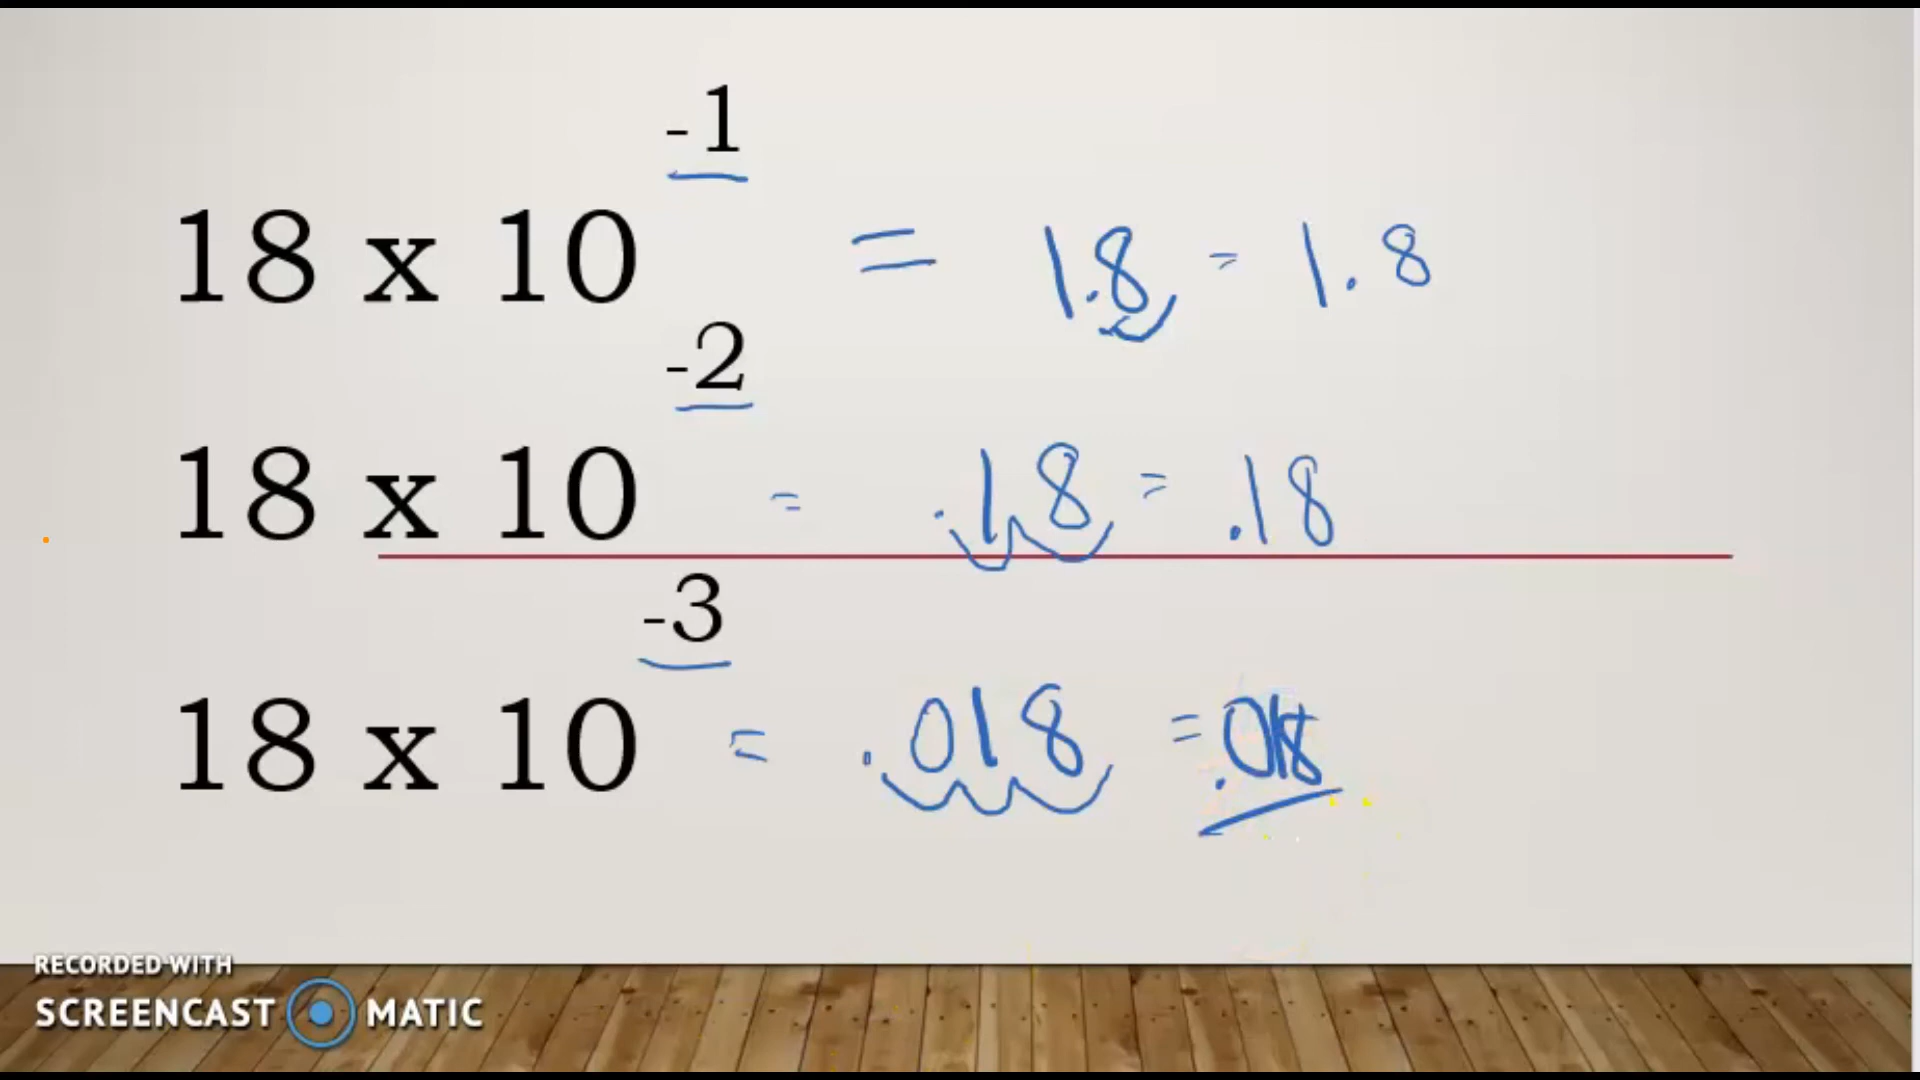 18 x 10 -1 = 1.8 = 1.8
18 x 10 -2 = .18 = .18
18 x 10 -3 = .018 = .018
RECORDED WITH
SCREENCAST MATIC